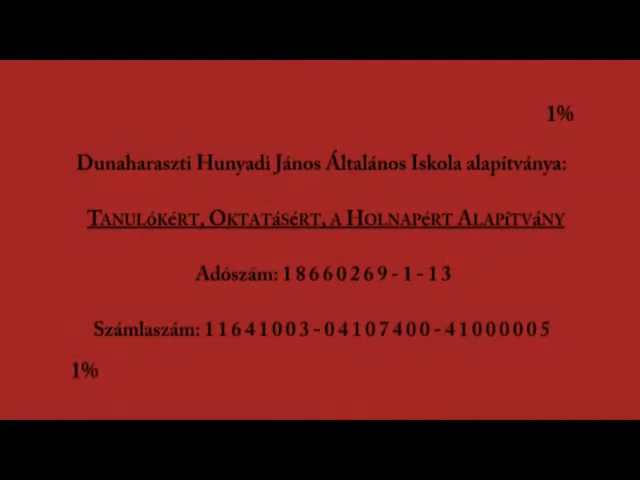 1%
Dunaharaszti Hunyadi János Általános Iskola alapítványa:
TANULóKéRT, OKTATáSéRT, A HOLNAPéRT ALAPíTVáNY
Adószám: 18660269-1-13
Számlaszám: 11641003-04107400-41000005
1%